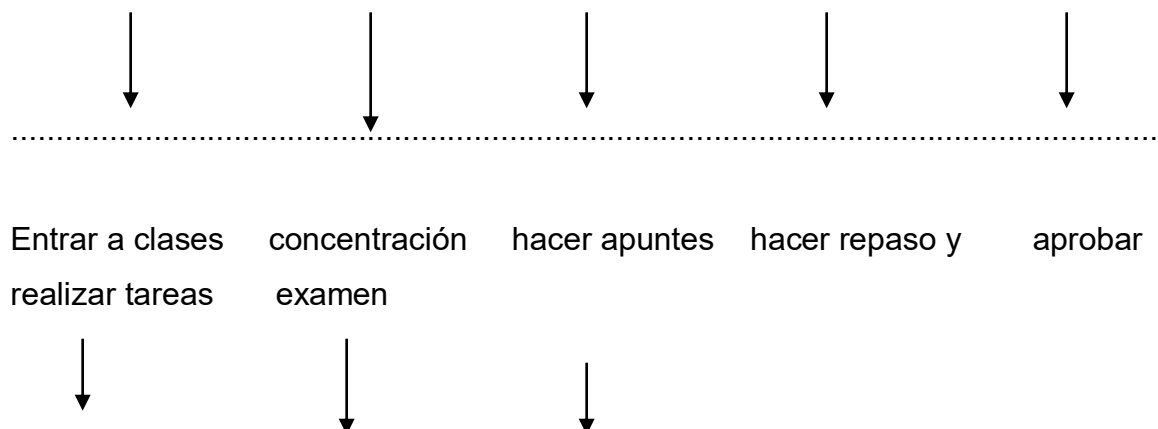 ................................................................................................................................
Entrar a clases concentración hacer apuntes hacer repaso y aprobar
realizar tareas examen